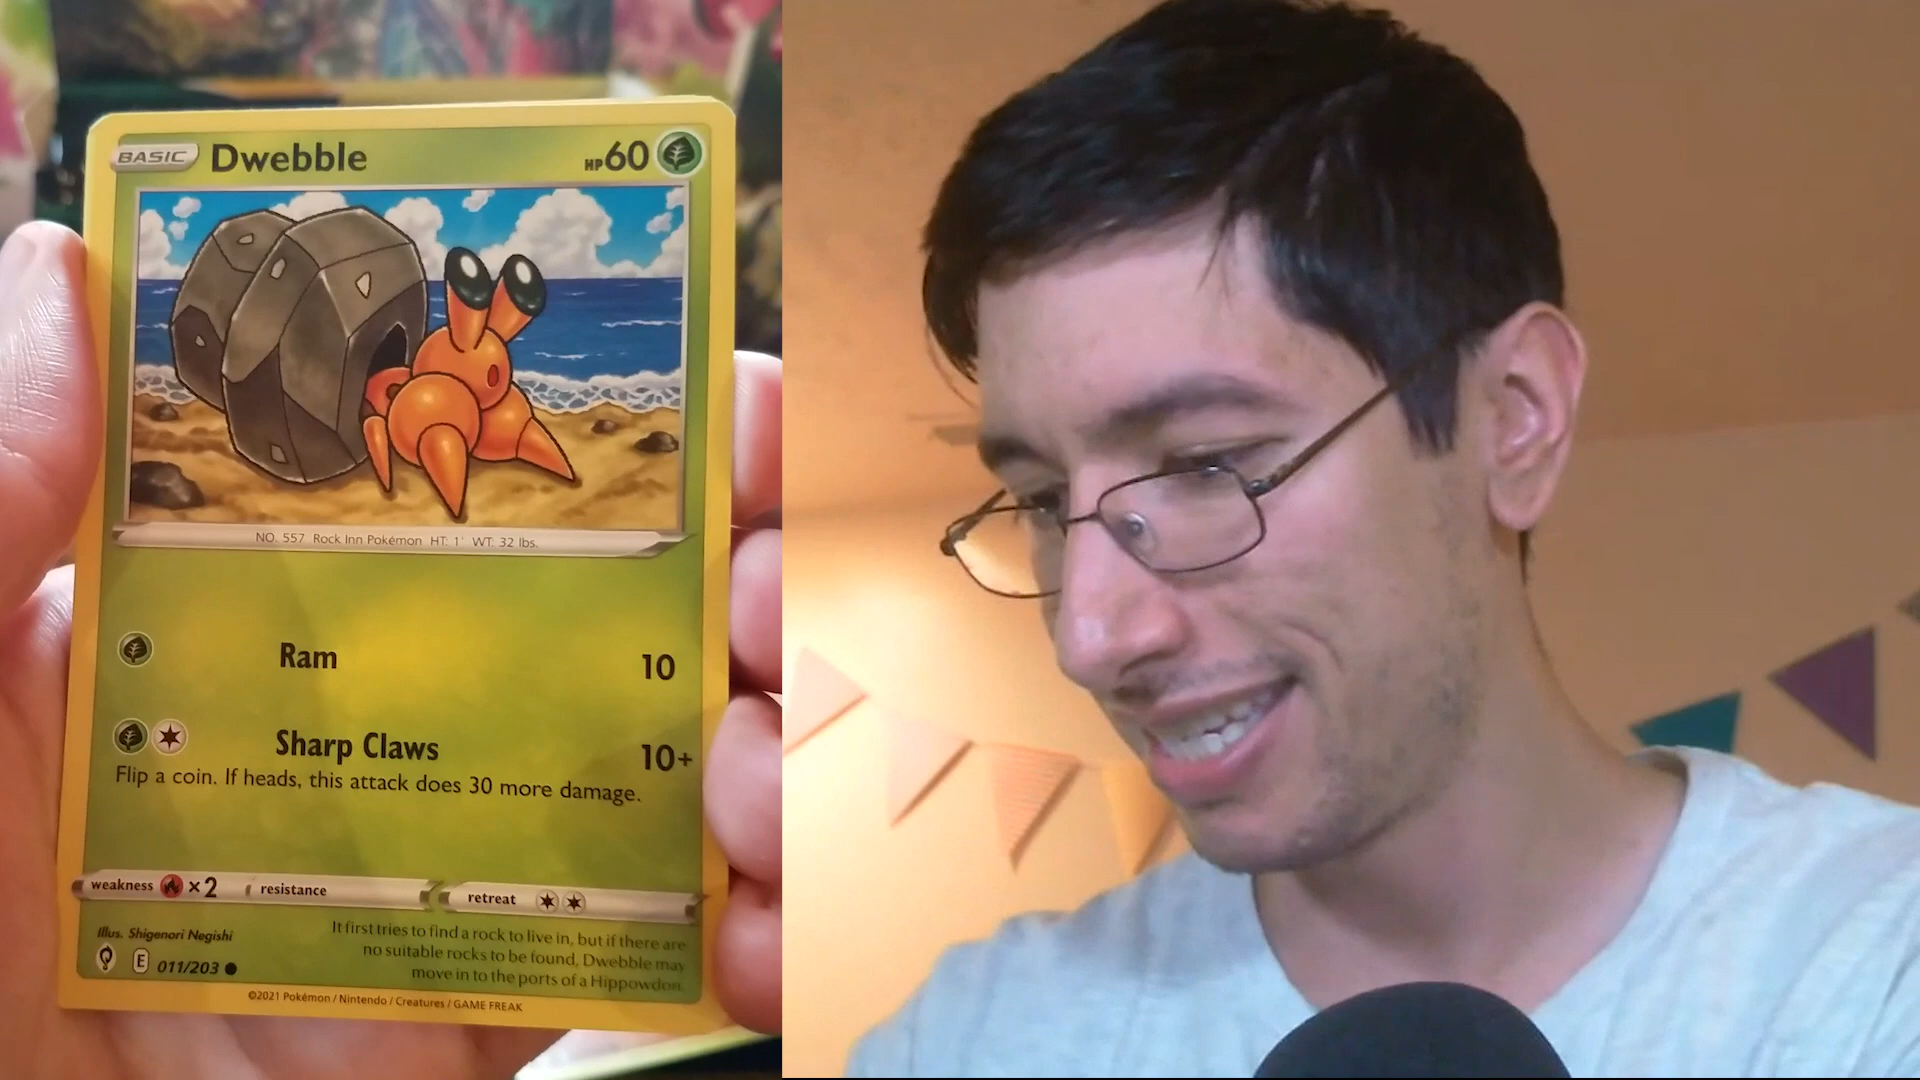 BASIC Dwebble HP 60
NO. 557 Rock Inn Pokémon HT: 1' WT: 32 lbs.
Ram 10
Sharp Claws 10+
Flip a coin. If heads, this attack does 30 more damage.
weakness ×2 resistance retreat
Illus. Shigenori Negishi
E 011/203
It first tries to find a rock to live in, but if there are
no suitable rocks to be found, Dwebble may
move in to the ports of a Hippowdon.
©2021 Pokémon / Nintendo / Creatures / GAME FREAK